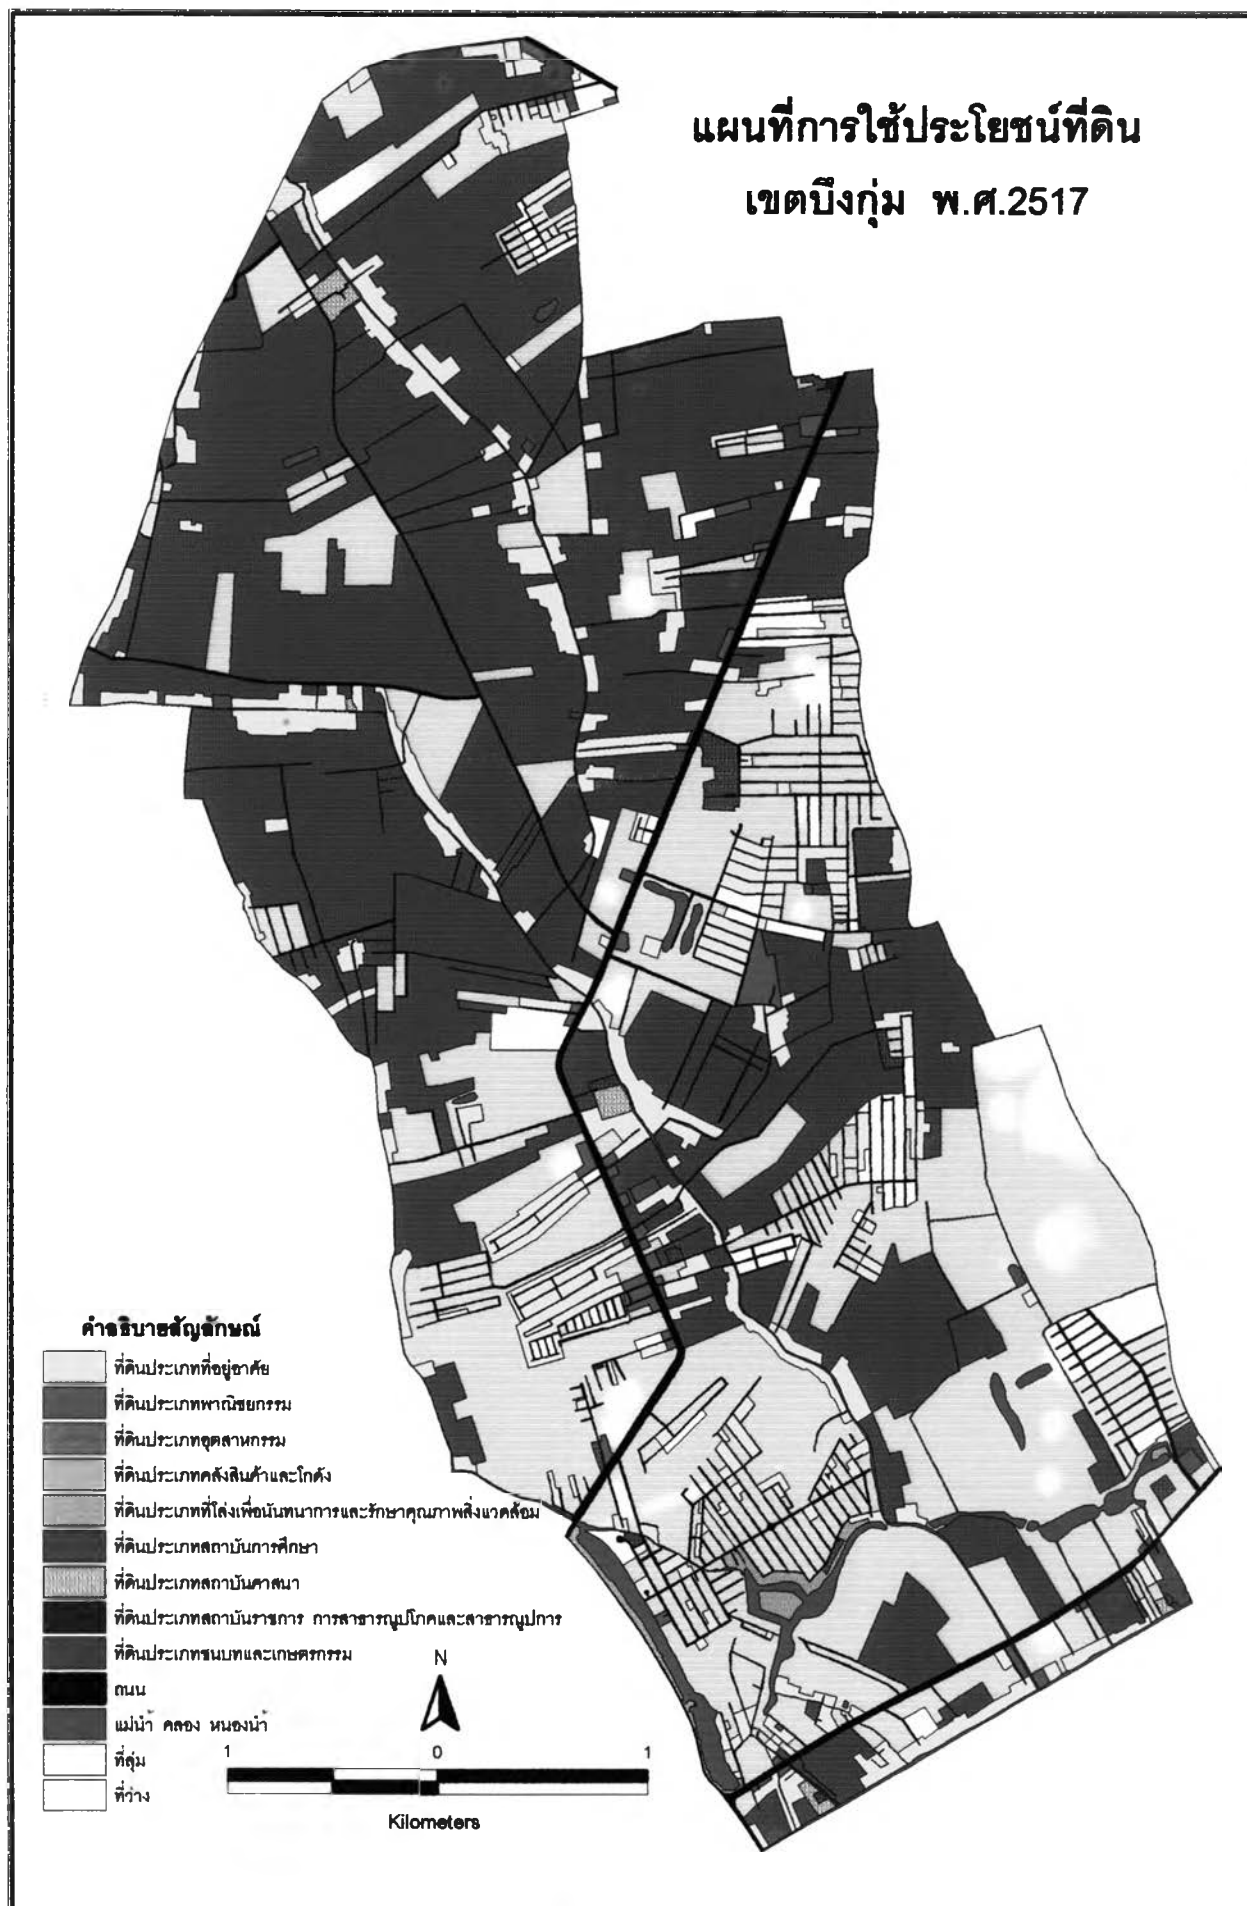 แผนที่การใช้ประโยชน์ที่ดิน
เขตบึงกุ่ม พ.ศ.2517
คำอธิบายสัญลักษณ์
ที่ดินประเภทที่อยู่อาศัย
ที่ดินประเภทพาณิชยกรรม
ที่ดินประเภทอุตสาหกรรม
ที่ดินประเภทคลังสินค้าและโกดัง
ที่ดินประเภทที่โล่งเพื่อนันทนาการและรักษาคุณภาพสิ่งแวดล้อม
ที่ดินประเภทสถาบันการศึกษา
ที่ดินประเภทสถาบันศาสนา
ที่ดินประเภทสถาบันราชการ การสาธารณูปโภคและสาธารณูปการ
ที่ดินประเภทชนบทและเกษตรกรรม
ถนน
แม่น้ำ คลอง หนองน้ำ
ที่ลุ่ม
ที่ว่าง
N
1 0 1
Kilometers